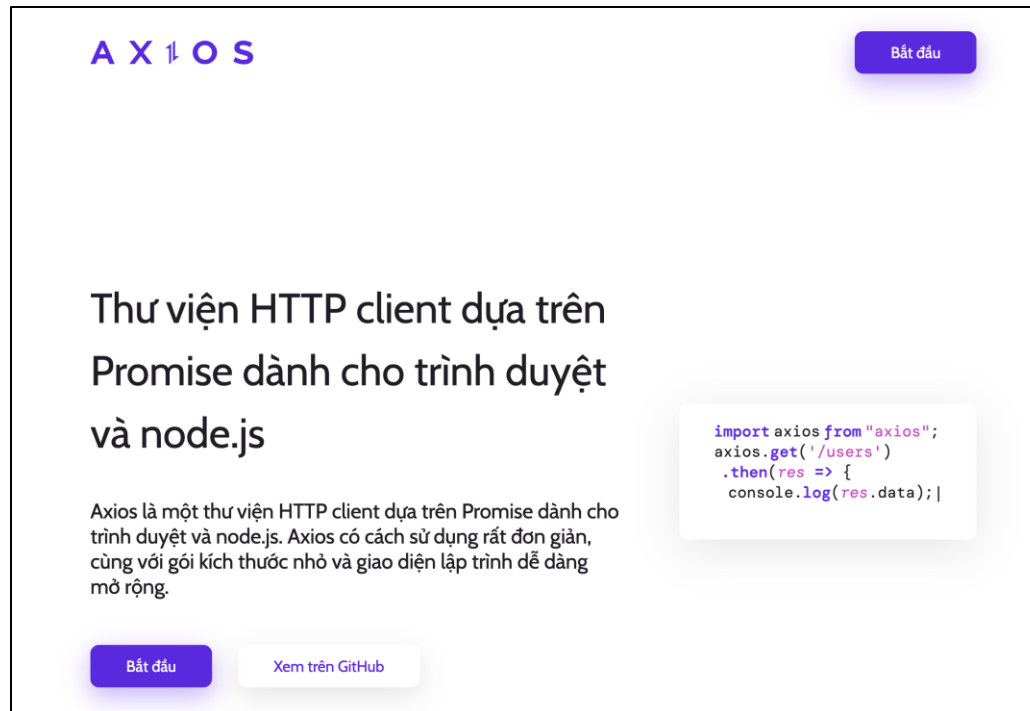 AXIOS
Bắt đầu
Thư viện HTTP client dựa trên
Promise dành cho trình duyệt
và node.js
Axios là một thư viện HTTP client dựa trên Promise dành cho
trình duyệt và node.js. Axios có cách sử dụng rất đơn giản,
cùng với gói kích thước nhỏ và giao diện lập trình dễ dàng
mở rộng.
Bắt đầu
Xem trên GitHub
import axios from "axios";
axios.get('/users')
.then(res => {
console.log(res.data);|